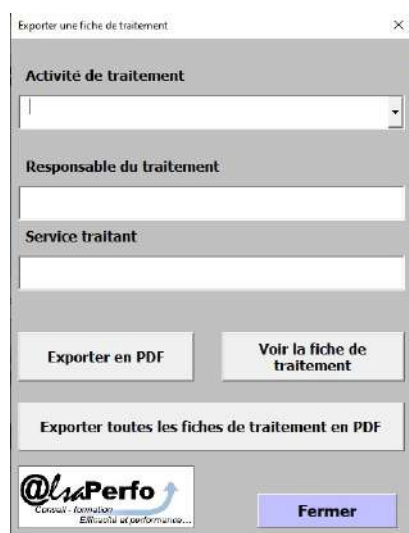 Exporter une fiche de traitement
Activité de traitement
Responsable du traitement
Service traitant
Exporter en PDF
Voir la fiche de
traitement
Exporter toutes les fiches de traitement en PDF
@lsaPerfo
Conseil - formation
Efficacité et performance...
Fermer